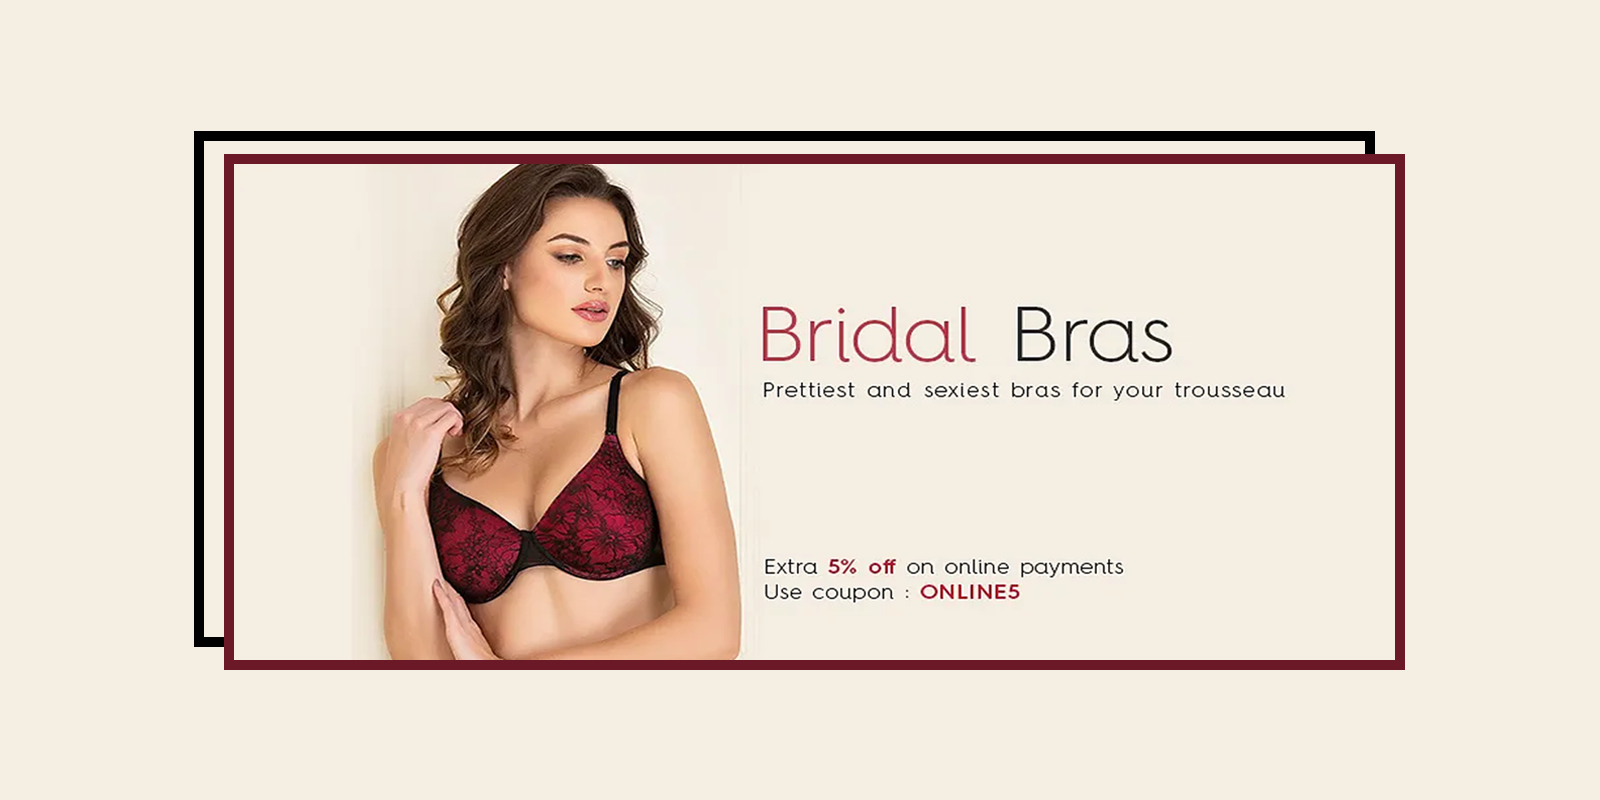 Bridal Bras
Prettiest and sexiest bras for your trousseau
Extra 5% off on online payments
Use coupon : ONLINE5